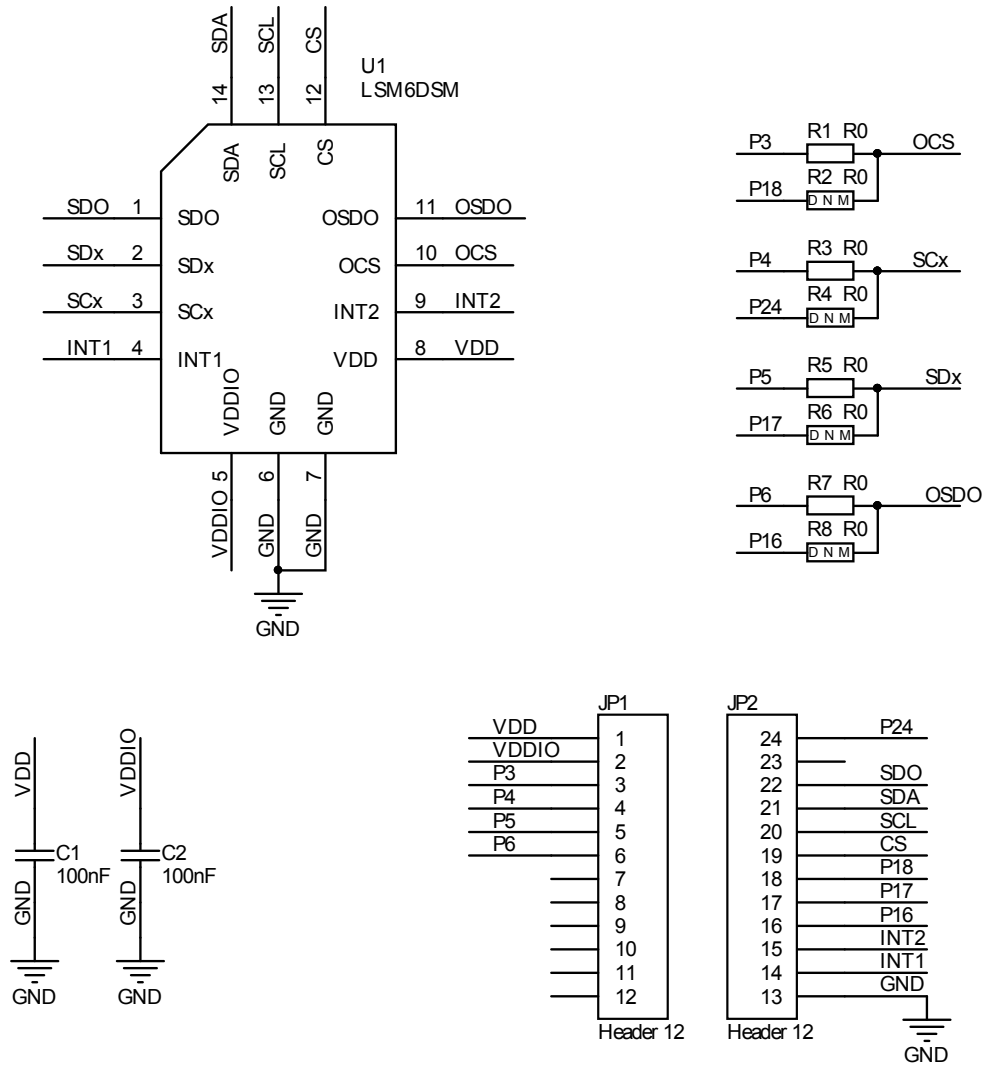 SDA
SCL
CS
14
13
12
U1
LSM6DSM
SDA
SCL
CS
SDO 1 SDO
SDx 2 SDx
SCx 3 SCx
INT1 4 INT1
OSDO 11 OSDO
OCS 10 OCS
INT2 9 INT2
VDD 8 VDD
VDDIO
GND
GND
5
6
7
VDDIO
GND
GND
GND
P3 R1 R0 OCS
P18 R2 R0
D N M
P4 R3 R0 SCx
P24 R4 R0
D N M
P5 R5 R0 SDx
P17 R6 R0
D N M
P6 R7 R0 OSDO
P16 R8 R0
D N M
VDD
C1
100nF
GND
GND
VDDIO
C2
100nF
GND
GND
JP1
VDD 1
VDDIO 2
P3 3
P4 4
P5 5
P6 6
7
8
9
10
11
12
Header 12
JP2
24 P24
23
22 SDO
21 SDA
20 SCL
19 CS
18 P18
17 P17
16 P16
15 INT2
14 INT1
13 GND
Header 12
GND